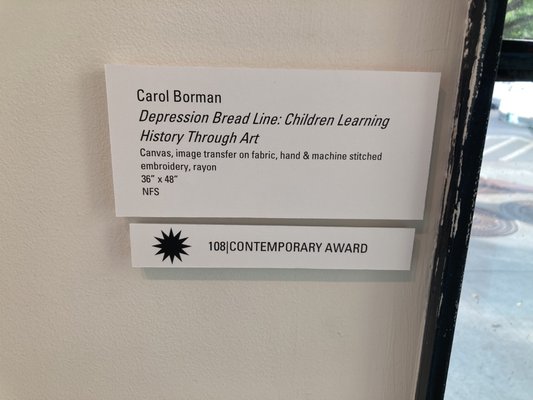 Carol Borman
Depression Bread Line: Children Learning
History Through Art
Canvas, image transfer on fabric, hand & machine stitched
embroidery, rayon
36" x 48"
NFS
108|CONTEMPORARY AWARD